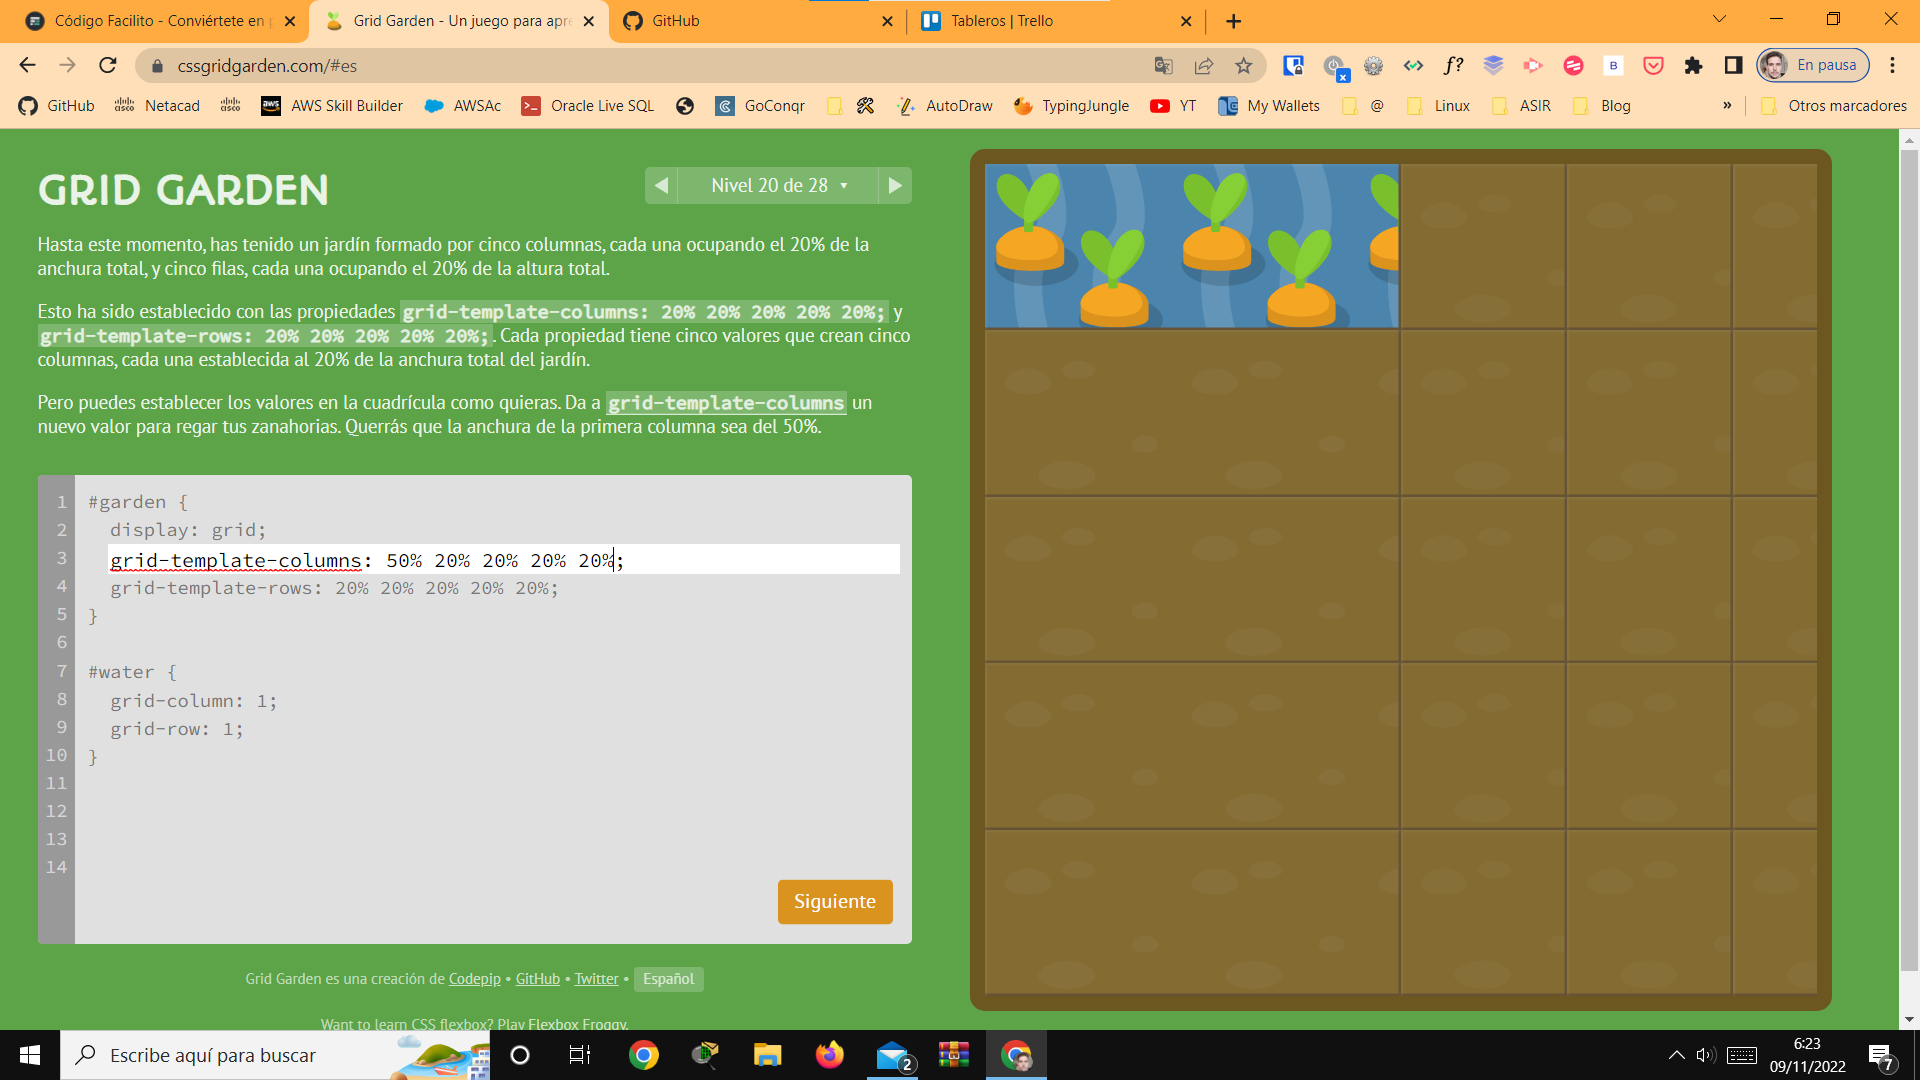 Código Facilito - Conviértete en p
Grid Garden - Un juego para apre
GitHub
Tableros | Trello
cssgridgarden.com/#es
En pausa
GitHub
Netacad
AWS Skill Builder
AWSAc
Oracle Live SQL
GoConqr
AutoDraw
TypingJungle
YT
My Wallets
@
Linux
ASIR
Blog
»
Otros marcadores
GRID GARDEN
Nivel 20 de 28
Hasta este momento, has tenido un jardín formado por cinco columnas, cada una ocupando el 20% de la
anchura total, y cinco filas, cada una ocupando el 20% de la altura total.
Esto ha sido establecido con las propiedades grid-template-columns: 20% 20% 20% 20% 20%; y
grid-template-rows: 20% 20% 20% 20% 20%;. Cada propiedad tiene cinco valores que crean cinco
columnas, cada una establecida al 20% de la anchura total del jardín.
Pero puedes establecer los valores en la cuadrícula como quieras. Da a grid-template-columns un
nuevo valor para regar tus zanahorias. Querrás que la anchura de la primera columna sea del 50%.
1 #garden {
2 display: grid;
3 grid-template-columns: 50% 20% 20% 20% 20%;
4 grid-template-rows: 20% 20% 20% 20% 20%;
5 }
6
7 #water {
8 grid-column: 1;
9 grid-row: 1;
10 }
11
12
13
14
Siguiente
Grid Garden es una creación de Codepip • GitHub • Twitter • Español
Want to learn CSS flexbox? Play Flexbox Froggy.
Escribe aquí para buscar
2
6:23
09/11/2022
7